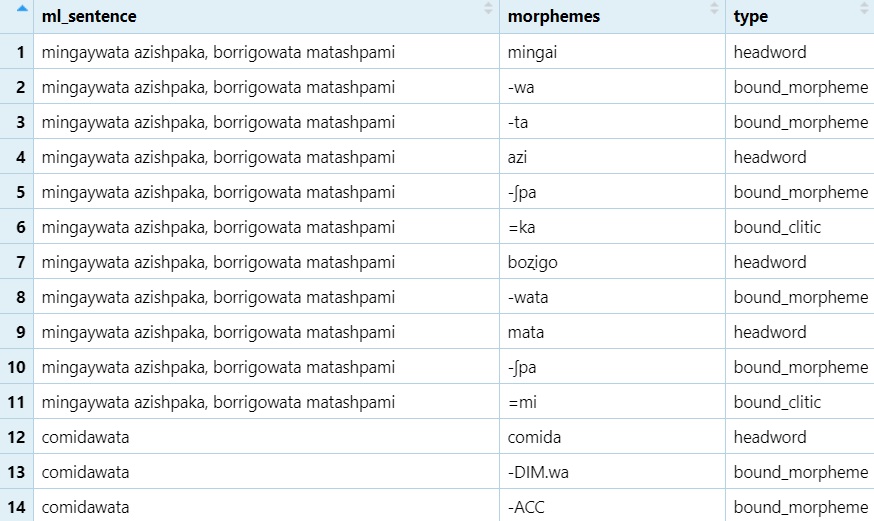 ml_sentence morphemes type
1 mingaywata azishpaka, borrigowata matashpami mingai headword
2 mingaywata azishpaka, borrigowata matashpami -wa bound_morpheme
3 mingaywata azishpaka, borrigowata matashpami -ta bound_morpheme
4 mingaywata azishpaka, borrigowata matashpami azi headword
5 mingaywata azishpaka, borrigowata matashpami -ʃpa bound_morpheme
6 mingaywata azishpaka, borrigowata matashpami =ka bound_clitic
7 mingaywata azishpaka, borrigowata matashpami boʐigo headword
8 mingaywata azishpaka, borrigowata matashpami -wata bound_morpheme
9 mingaywata azishpaka, borrigowata matashpami mata headword
10 mingaywata azishpaka, borrigowata matashpami -ʃpa bound_morpheme
11 mingaywata azishpaka, borrigowata matashpami =mi bound_clitic
12 comidawata comida headword
13 comidawata -DIM.wa bound_morpheme
14 comidawata -ACC bound_morpheme